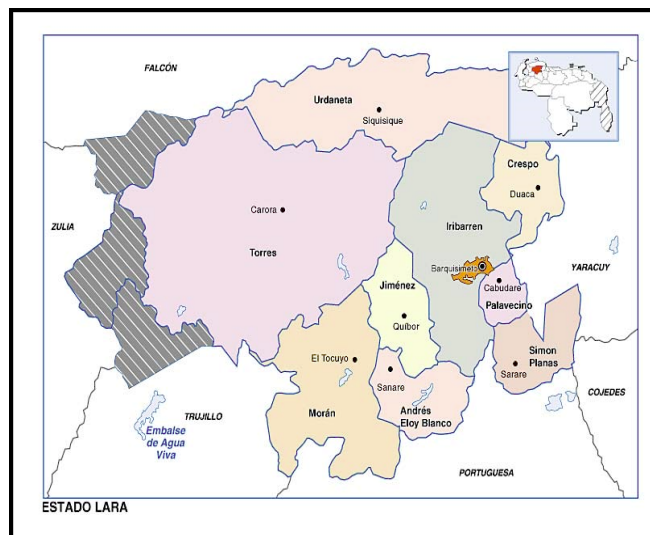 FALCÓN
Urdaneta
Siquisique
Crespo
Duaca
Carora
ZULIA
Iribarren
Torres
Barquisimeto
YARACUY
Jiménez
Cabudare
Palavecino
Quíbor
Simon
Planas
El Tocuyo
Sanare
Sarare
COJEDES
Morán
Andrés
Eloy Blanco
TRUJILLO
Embalse
de Agua
Viva
PORTUGUESA
ESTADO LARA